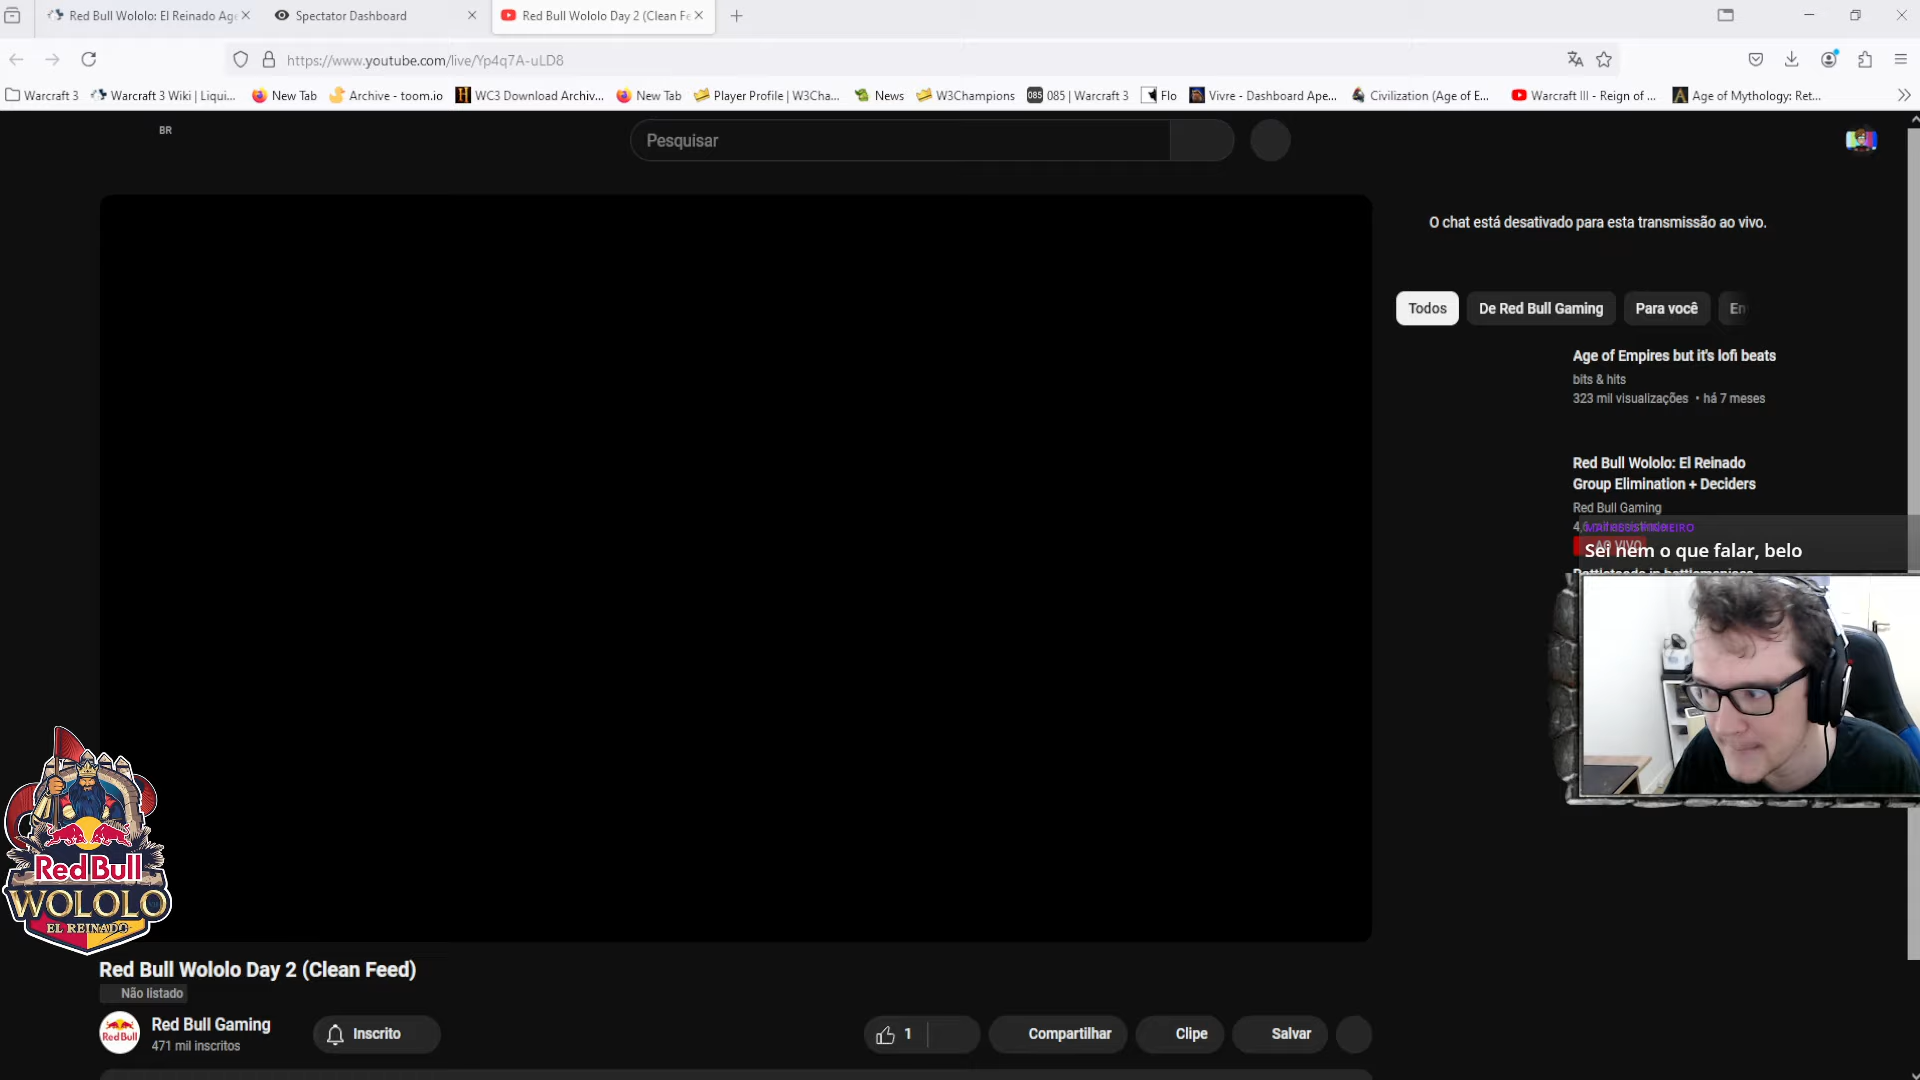 Red Bull Wololo: El Reinado Age
Spectator Dashboard
Red Bull Wololo Day 2 (Clean Fe
https://www.youtube.com/live/Yp4q7A-uLD8
Warcraft 3
Warcraft 3 Wiki | Liqui...
New Tab
Archive - toom.io
WC3 Download Archiv...
New Tab
Player Profile | W3Cha...
News
W3Champions
085 | Warcraft 3
Flo
Vivre - Dashboard Ape...
Civilization (Age of E...
Warcraft III - Reign of ...
Age of Mythology: Ret...
BR
Pesquisar
O chat está desativado para esta transmissão ao vivo.
Todos
De Red Bull Gaming
Para você
En
Age of Empires but it's lofi beats
bits & hits
323 mil visualizações • há 7 meses
Red Bull Wololo: El Reinado
Group Elimination + Deciders
Red Bull Gaming
AO VIVO
Sei nem o que falar, belo
Red Bull
WOLOLO
EL REINADO
Red Bull Wololo Day 2 (Clean Feed)
Não listado
Red Bull
Red Bull Gaming
471 mil inscritos
Inscrito
1
Compartilhar
Clipe
Salvar